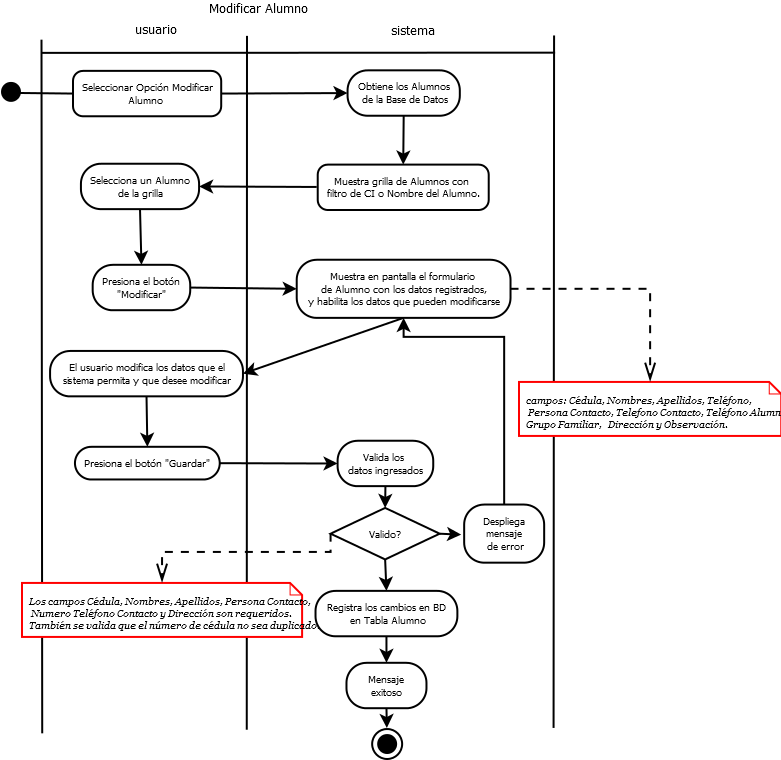 Modificar Alumno
usuario
sistema
Seleccionar Opción Modificar
Alumno
Obtiene los Alumnos
de la Base de Datos
Selecciona un Alumno
de la grilla
Muestra grilla de Alumnos con
filtro de CI o Nombre del Alumno.
Presiona el botón
"Modificar"
Muestra en pantalla el formulario
de Alumno con los datos registrados,
y habilita los datos que pueden modificarse
El usuario modifica los datos que el
sistema permita y que desee modificar
campos: Cédula, Nombres, Apellidos, Teléfono,
Persona Contacto, Telefono Contacto, Teléfono Alumn
Grupo Familiar, Dirección y Observación.
Presiona el botón "Guardar"
Valida los
datos ingresados
Valido?
Despliega
mensaje
de error
Los campos Cédula, Nombres, Apellidos, Persona Contacto,
Numero Teléfono Contacto y Dirección son requeridos.
También se valida que el número de cédula no sea duplicado.
Registra los cambios en BD
en Tabla Alumno
Mensaje
exitoso